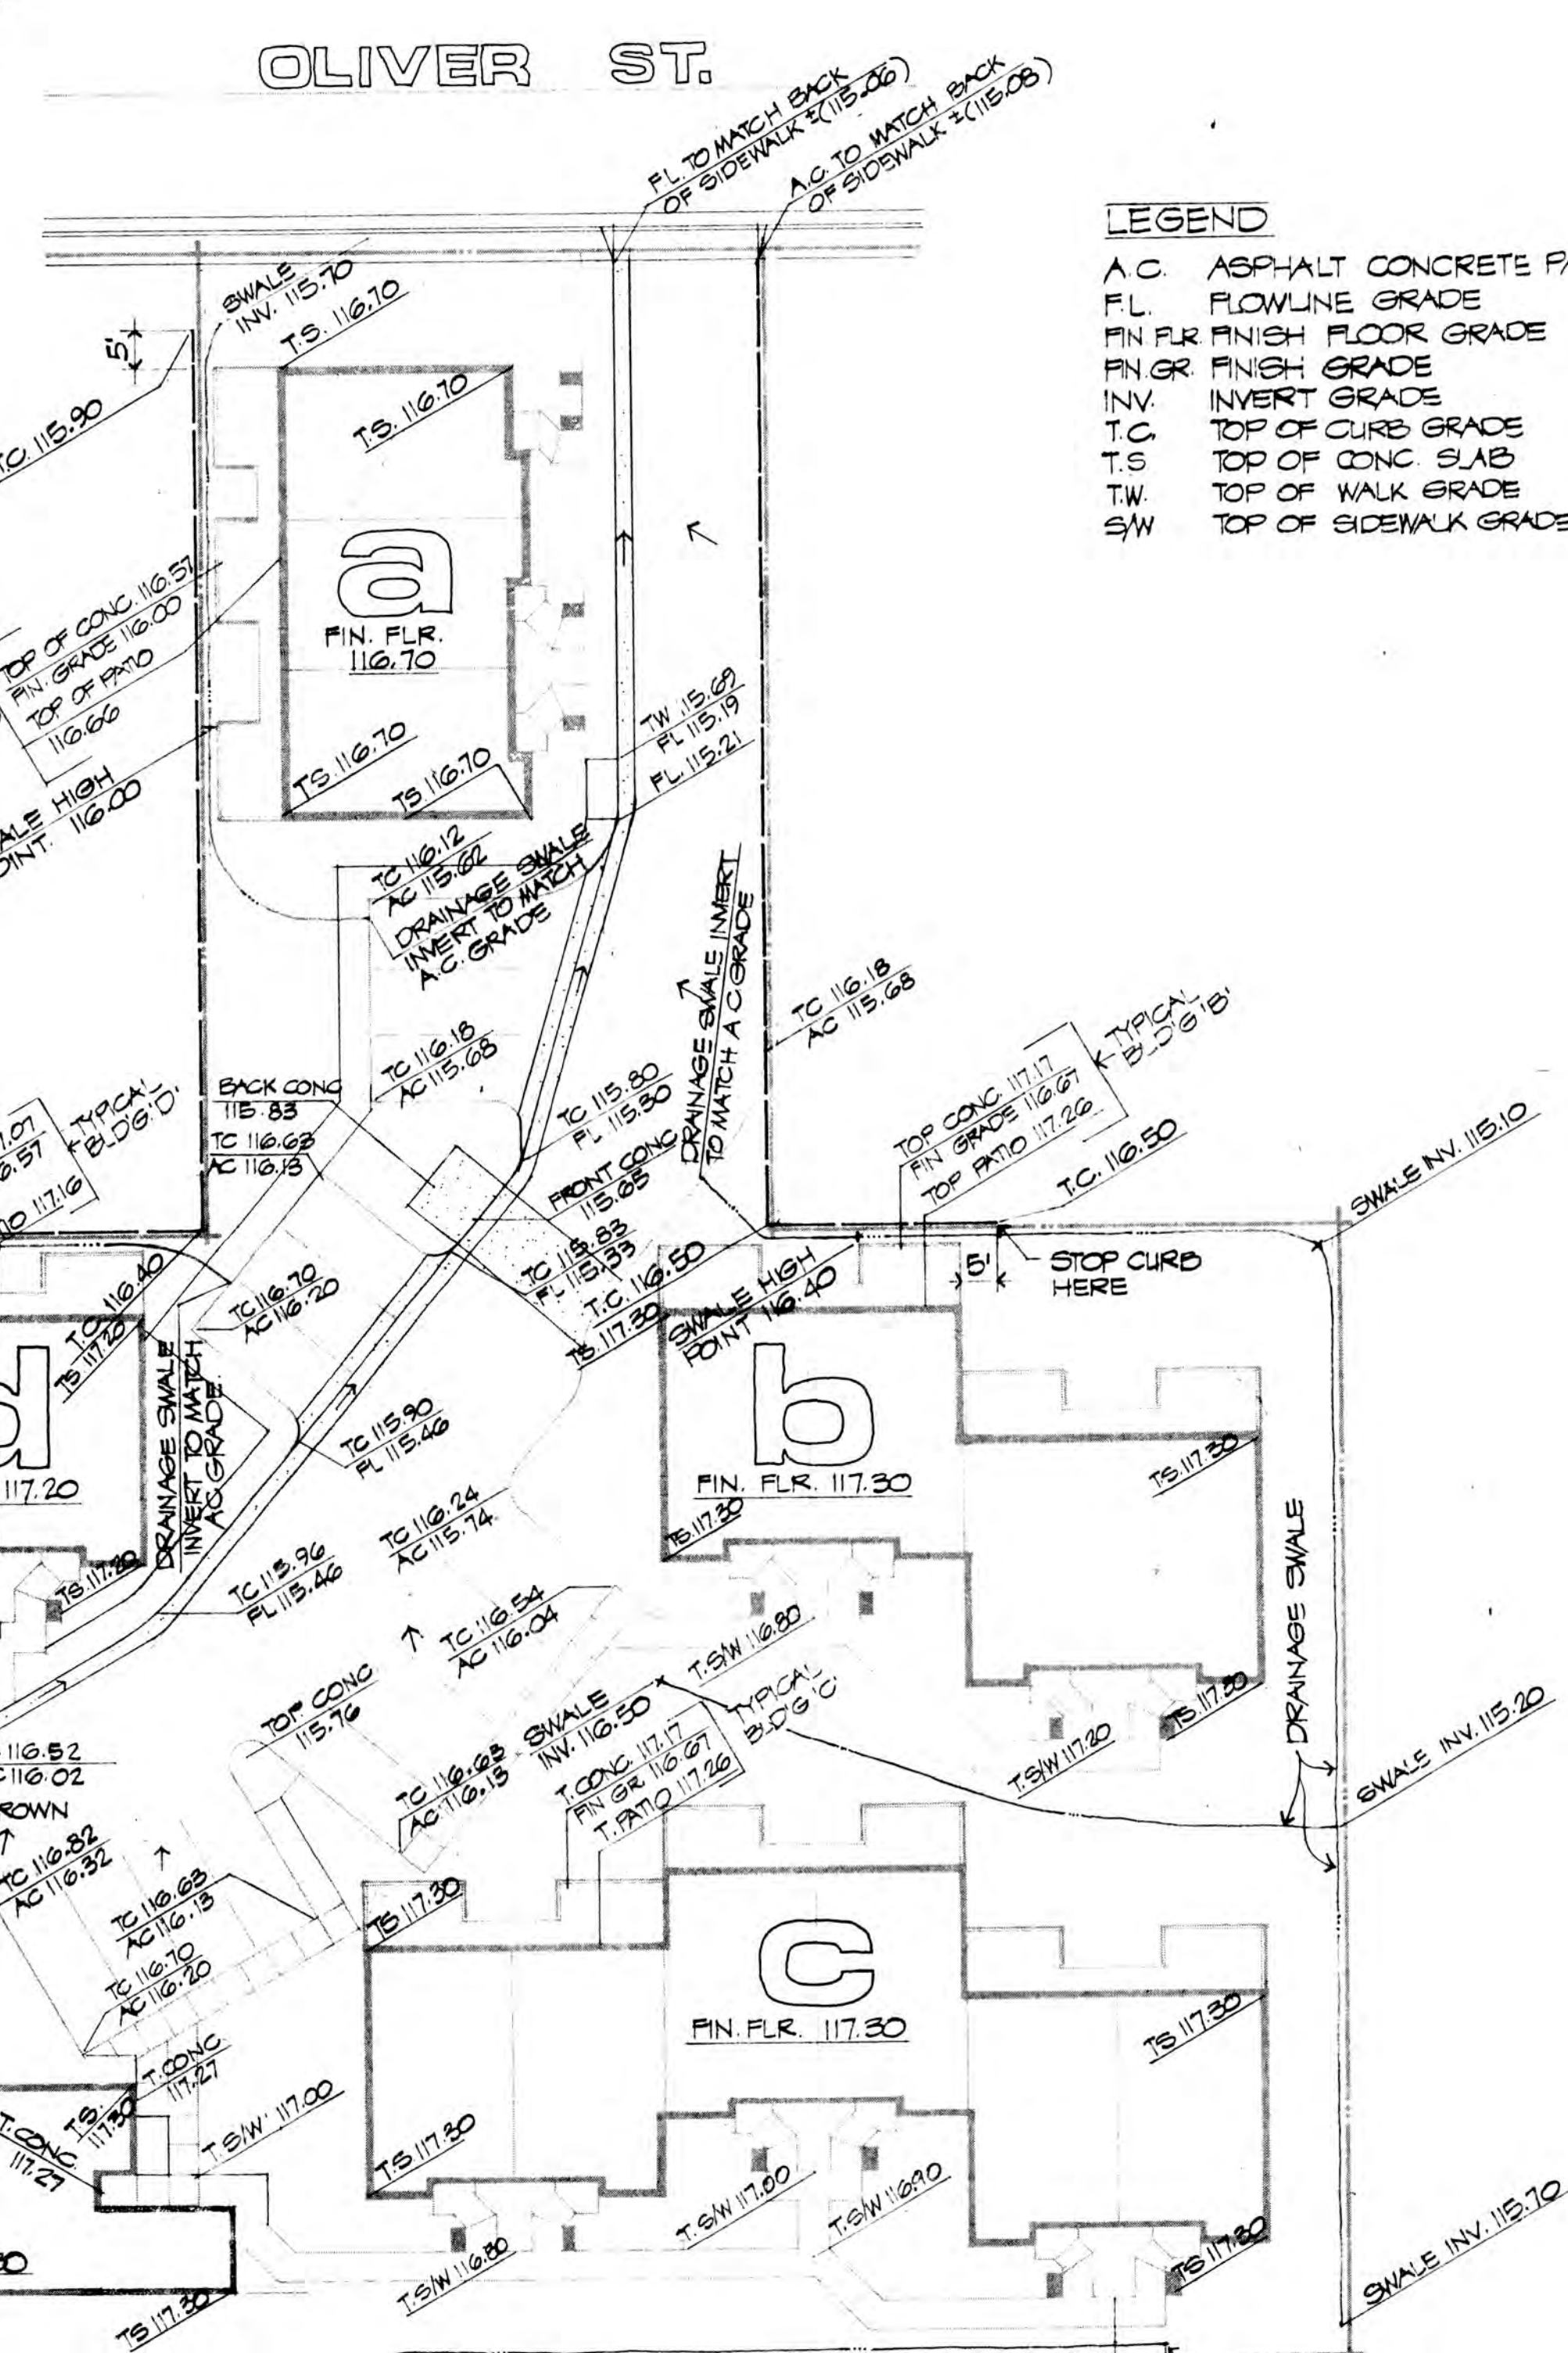 OLIVER ST.
FL. TO MATCH BACK
OF SIDEWALK ±(115.06)
A.C. TO MATCH BACK
OF SIDEWALK ±(115.08)
LEGEND
A.C. ASPHALT CONCRETE
F.L. FLOWLINE GRADE
FIN. FLR. FINISH FLOOR GRADE
FIN. GR. FINISH GRADE
INV. INVERT GRADE
T.C. TOP OF CURB GRADE
T.S TOP OF CONC. SLAB
T.W. TOP OF WALK GRADE
S/W TOP OF SIDEWALK GRADE
SWALE
INV. 115.70
T.S. 116.70
5'
115.90
T.S. 116.70
a
FIN. FLR.
116.70
TOP OF CONC. 116.57
FIN. GRADE 116.00
TOP OF PATIO
116.66
HIGH
116.00
TS. 116.70
TS 116.70
TW 115.69
FL 115.19
FL. 115.21
TC 116.12
AC 115.62
DRAINAGE SWALE
INVERT TO MATCH
A.C. GRADE
DRAINAGE SWALE INVERT
TO MATCH A C GRADE
TC 116.18
AC 115.68
TC 116.18
AC 115.68
BACK CONC
115.83
TC 116.63
AC 116.13
TC 115.80
FL 115.30
FRONT CONC
115.65
TC 115.83
FL 115.33
T.C. 116.50
TS. 117.30
TOP CONC. 117.17
FIN GRADE 116.67
TOP PATIO 117.26
TYPICAL
BLD'G 'B'
T.C. 116.50
SWALE INV. 115.10
TYPICAL
BLD'G 'D'
117.16
5'
STOP CURB
HERE
SWALE HIGH
POINT 116.40
T.C. 116.40
TS 117.20
TC 116.70
AC 116.20
DRAINAGE SWALE
INVERT TO MATCH
AC GRADE.
d
117.20
b
FIN. FLR. 117.30
TS. 117.30
TS. 117.30
TC 115.90
FL 115.46
TC 116.24
AC 115.74
TS 117.20
TC 115.96
FL 115.46
TC 116.54
AC 116.04
DRAINAGE SWALE
TOP CONC
115.76
T.S/W 116.80
SWALE
INV. 116.50
TYPICAL
BLD'G 'C'
TS. 117.30
T.S/W 117.20
SWALE INV. 115.20
116.52
116.02
TC 116.63
AC 116.13
T.CONC. 117.17
FIN GR. 116.67
T. PATIO 117.26
TC 116.82
AC 116.32
TC 116.63
AC 116.13
TC 116.70
AC 116.20
TS 117.30
c
FIN. FLR. 117.30
TS 117.30
T.CONC
117.27
T.S.
117.30
T.CONC.
117.27
T.S/W 117.00
T.S 117.30
T.S/W 117.00
T.S/W 116.90
T.S/W 116.80
TS 117.30
SWALE INV. 115.70
TS 117.30